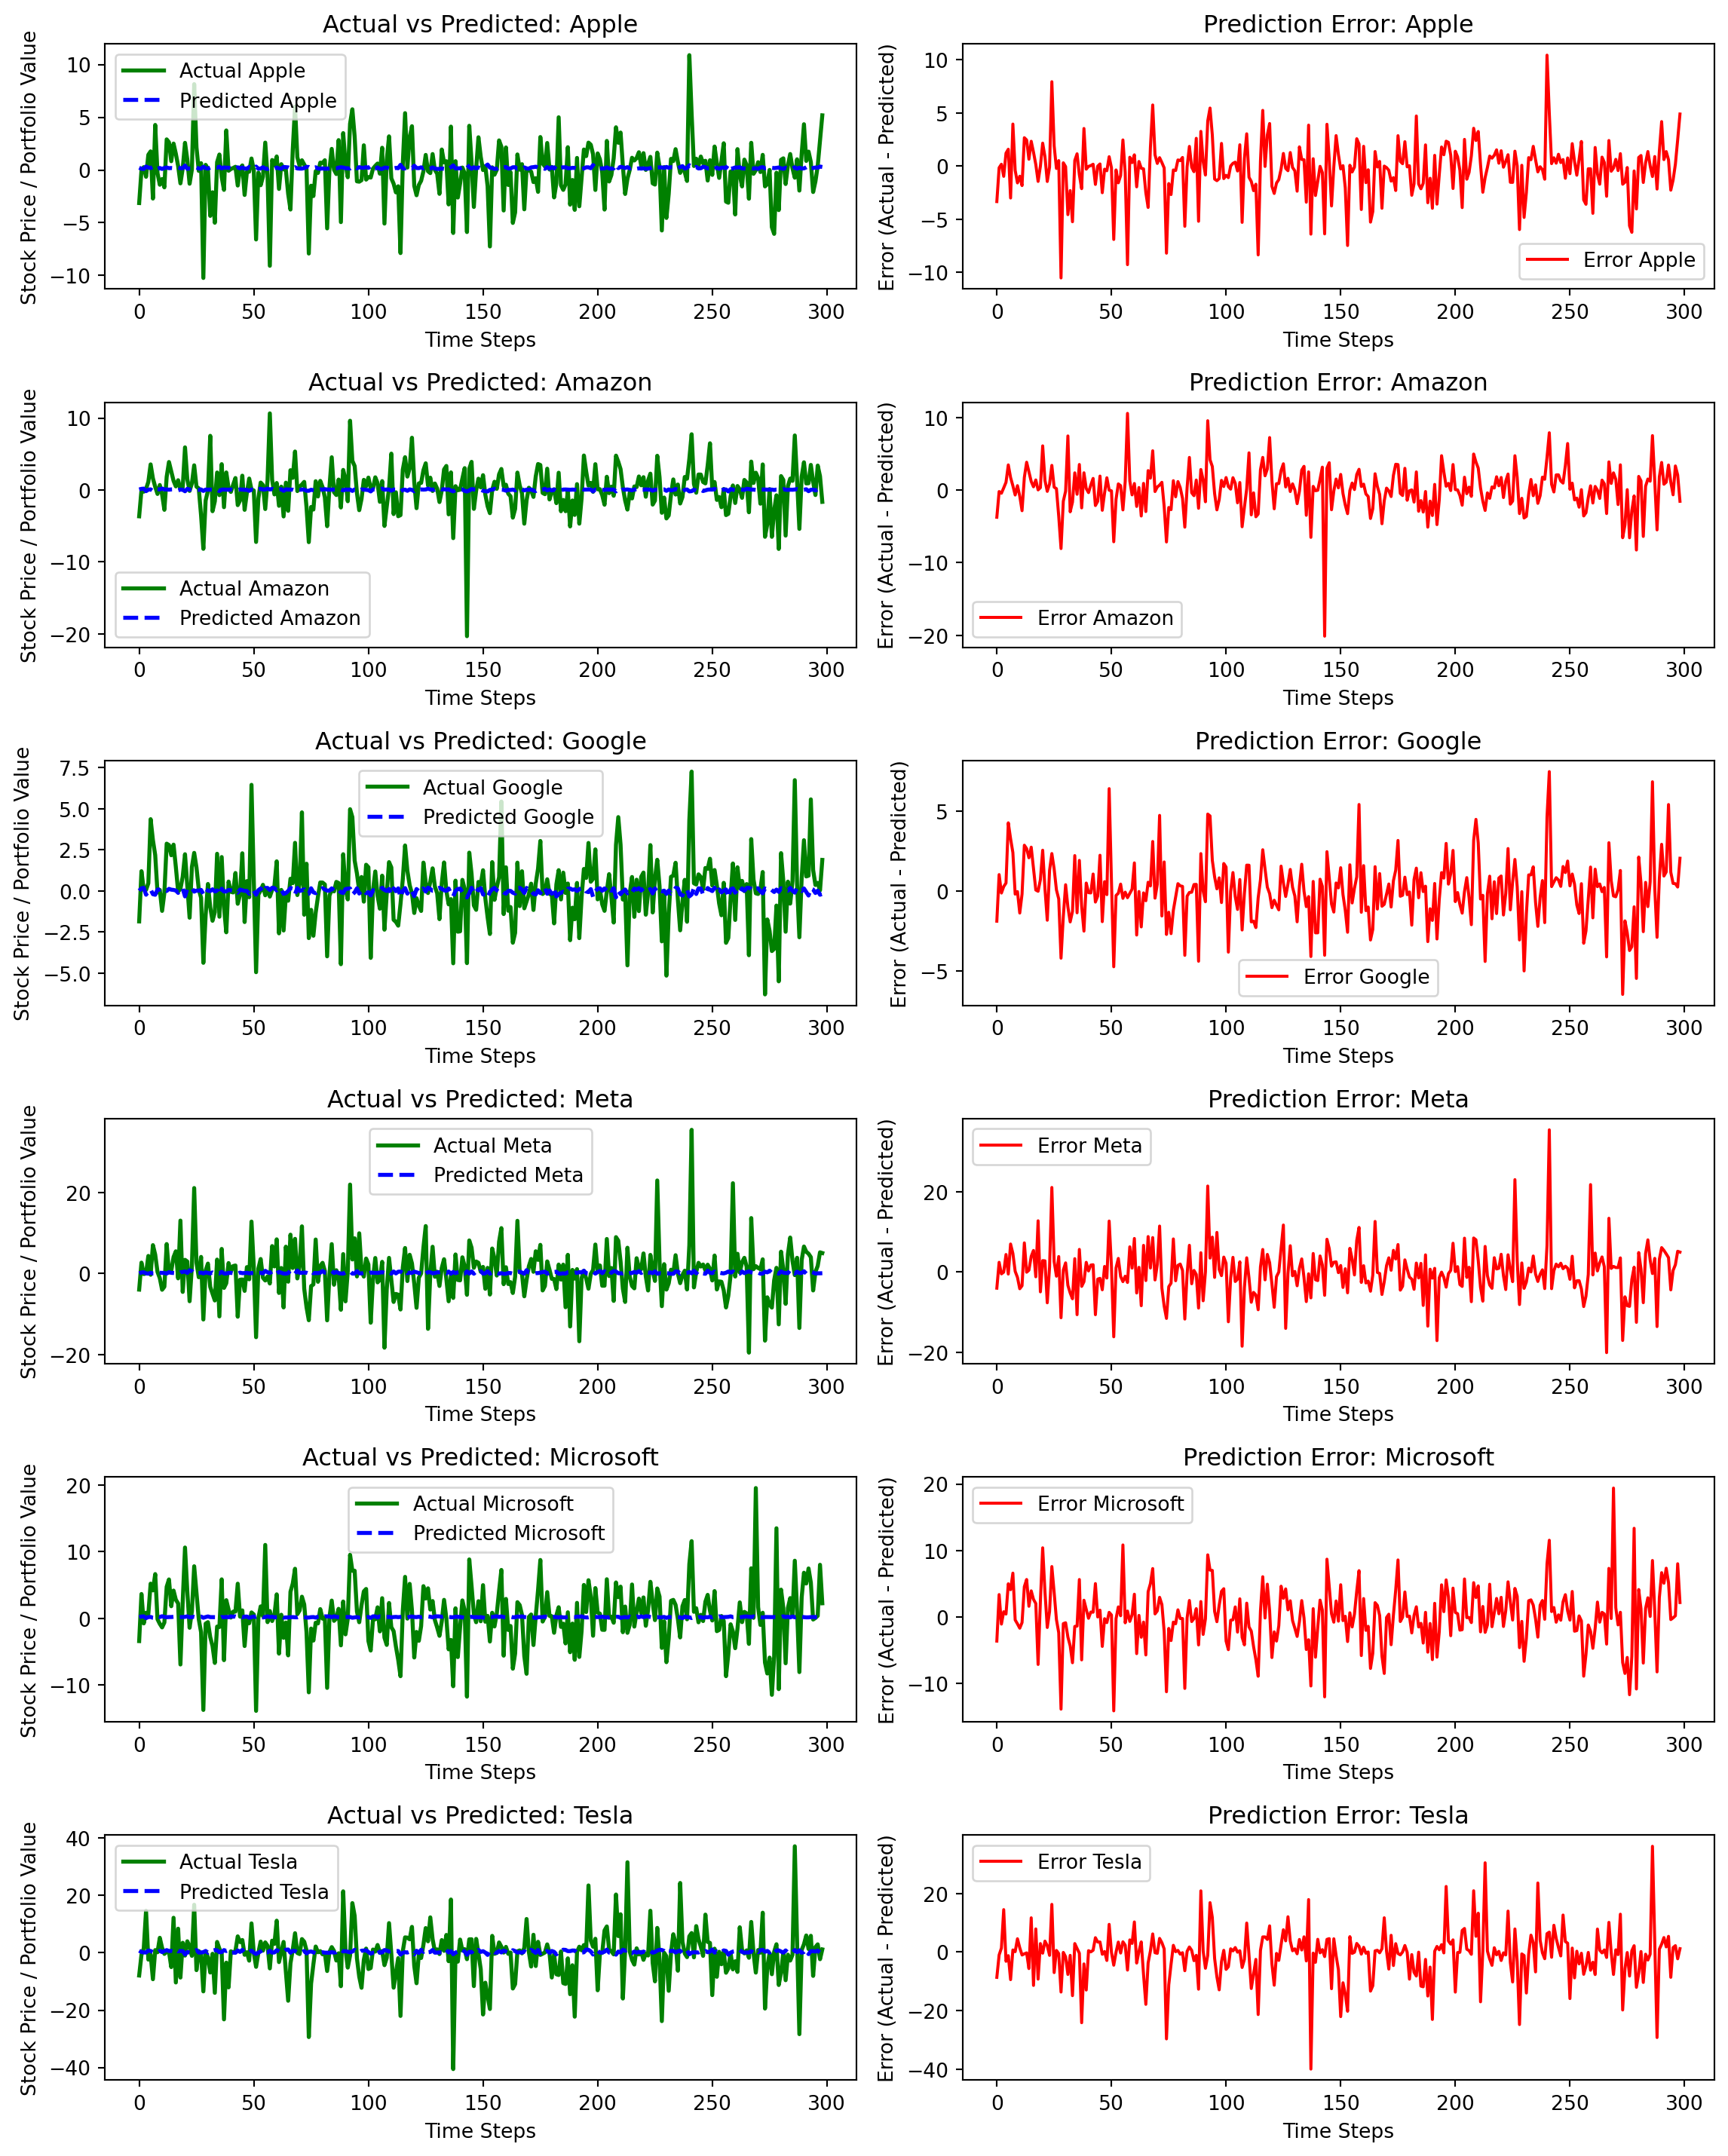 Actual vs Predicted: Apple
Stock Price / Portfolio Value
10
5
0
−5
−10
Actual Apple
Predicted Apple
0 50 100 150 200 250 300
Time Steps
Prediction Error: Apple
Error (Actual - Predicted)
10
5
0
−5
−10
Error Apple
0 50 100 150 200 250 300
Time Steps
Actual vs Predicted: Amazon
Stock Price / Portfolio Value
10
0
−10
−20
Actual Amazon
Predicted Amazon
0 50 100 150 200 250 300
Time Steps
Prediction Error: Amazon
Error (Actual - Predicted)
10
0
−10
−20
Error Amazon
0 50 100 150 200 250 300
Time Steps
Actual vs Predicted: Google
Stock Price / Portfolio Value
7.5
5.0
2.5
0.0
−2.5
−5.0
Actual Google
Predicted Google
0 50 100 150 200 250 300
Time Steps
Prediction Error: Google
Error (Actual - Predicted)
5
0
−5
Error Google
0 50 100 150 200 250 300
Time Steps
Actual vs Predicted: Meta
Stock Price / Portfolio Value
20
0
−20
Actual Meta
Predicted Meta
0 50 100 150 200 250 300
Time Steps
Prediction Error: Meta
Error (Actual - Predicted)
20
0
−20
Error Meta
0 50 100 150 200 250 300
Time Steps
Actual vs Predicted: Microsoft
Stock Price / Portfolio Value
20
10
0
−10
Actual Microsoft
Predicted Microsoft
0 50 100 150 200 250 300
Time Steps
Prediction Error: Microsoft
Error (Actual - Predicted)
20
10
0
−10
Error Microsoft
0 50 100 150 200 250 300
Time Steps
Actual vs Predicted: Tesla
Stock Price / Portfolio Value
40
20
0
−20
−40
Actual Tesla
Predicted Tesla
0 50 100 150 200 250 300
Time Steps
Prediction Error: Tesla
Error (Actual - Predicted)
20
0
−20
−40
Error Tesla
0 50 100 150 200 250 300
Time Steps